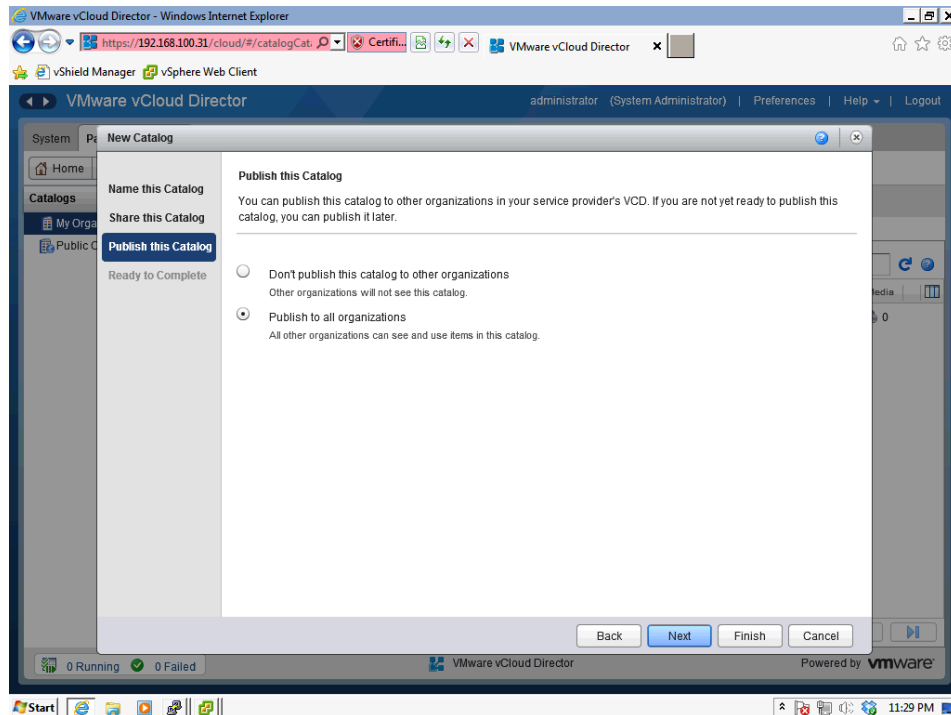 VMware vCloud Director - Windows Internet Explorer
https://192.168.100.31/cloud/#/catalogCat. Certifi... VMware vCloud Director
vShield Manager vSphere Web Client
VMware vCloud Director administrator (System Administrator) | Preferences | Help | Logout
System Pa New Catalog
Home
Catalogs
My Orga
Public C
Name this Catalog
Share this Catalog
Publish this Catalog
Ready to Complete
Publish this Catalog
You can publish this catalog to other organizations in your service provider's VCD. If you are not yet ready to publish this
catalog, you can publish it later.
Don't publish this catalog to other organizations
Other organizations will not see this catalog.
Publish to all organizations
All other organizations can see and use items in this catalog.
edia
0
Back Next Finish Cancel
0 Running 0 Failed VMware vCloud Director Powered by vmware
Start 11:29 PM